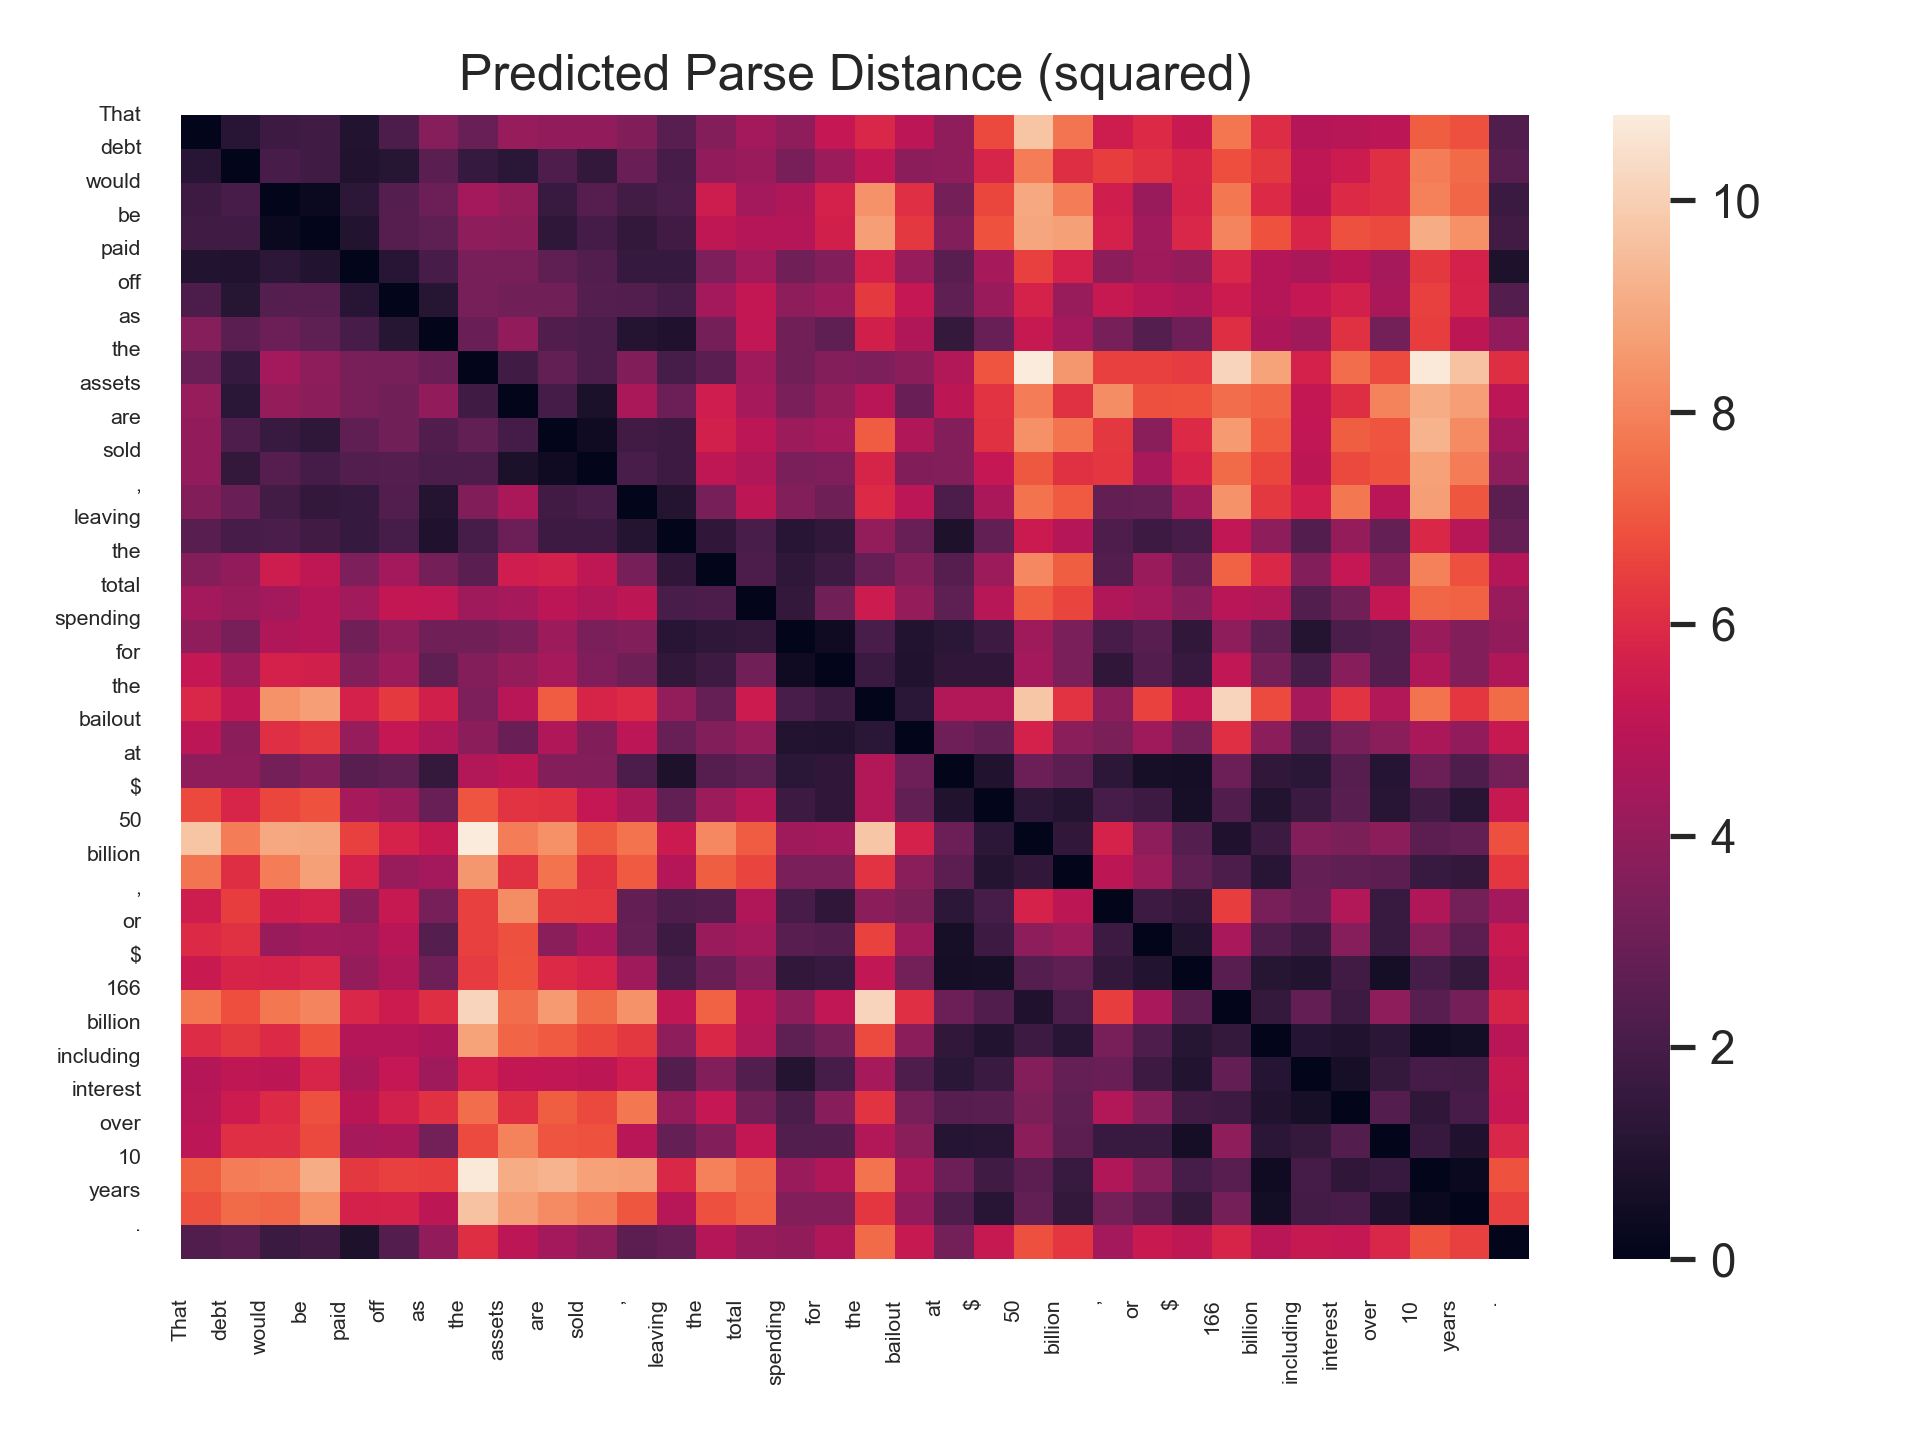 Predicted Parse Distance (squared)
That
debt
would
be
paid
off
as
the
assets
are
sold
,
leaving
the
total
spending
for
the
bailout
at
$
50
billion
,
or
$
166
billion
including
interest
over
10
years
.
10
8
6
4
2
0
That
debt
would
be
paid
off
as
the
assets
are
sold
,
leaving
the
total
spending
for
the
bailout
at
$
50
billion
,
or
$
166
billion
including
interest
over
10
years
.